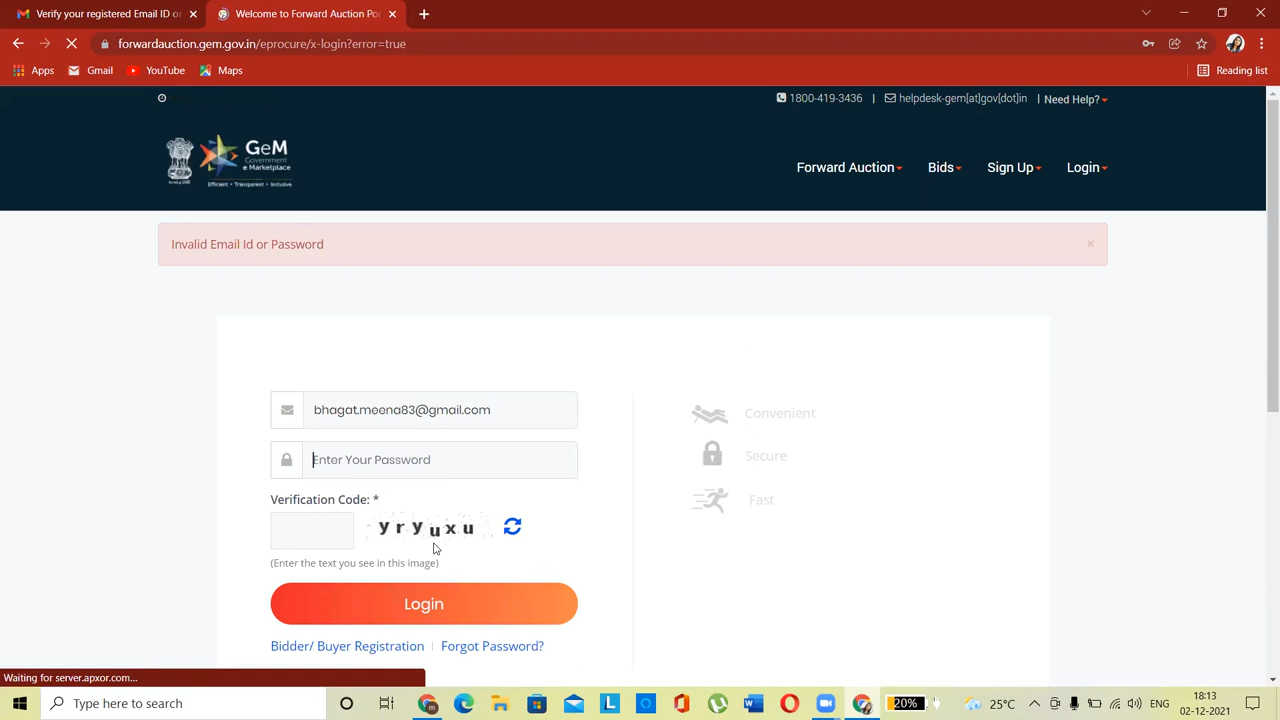 Verify your registered Email ID or
Welcome to Forward Auction Por
forwardauction.gem.gov.in/eprocure/x-login?error=true
Apps
Gmail
YouTube
Maps
Reading list
1800-419-3436 | helpdesk-gem[at]gov[dot]in | Need Help?
GeM
Government
e Marketplace
Efficient • Transparent • Inclusive
Forward Auction
Bids
Sign Up
Login
Invalid Email Id or Password
×
bhagat.meena83@gmail.com
Enter Your Password
Verification Code: *
yryuxu
(Enter the text you see in this image)
Login
Bidder/ Buyer Registration
Forgot Password?
Convenient
Secure
Fast
Waiting for server.apxor.com...
Type here to search
20%
25°C
ENG
18:13
02-12-2021